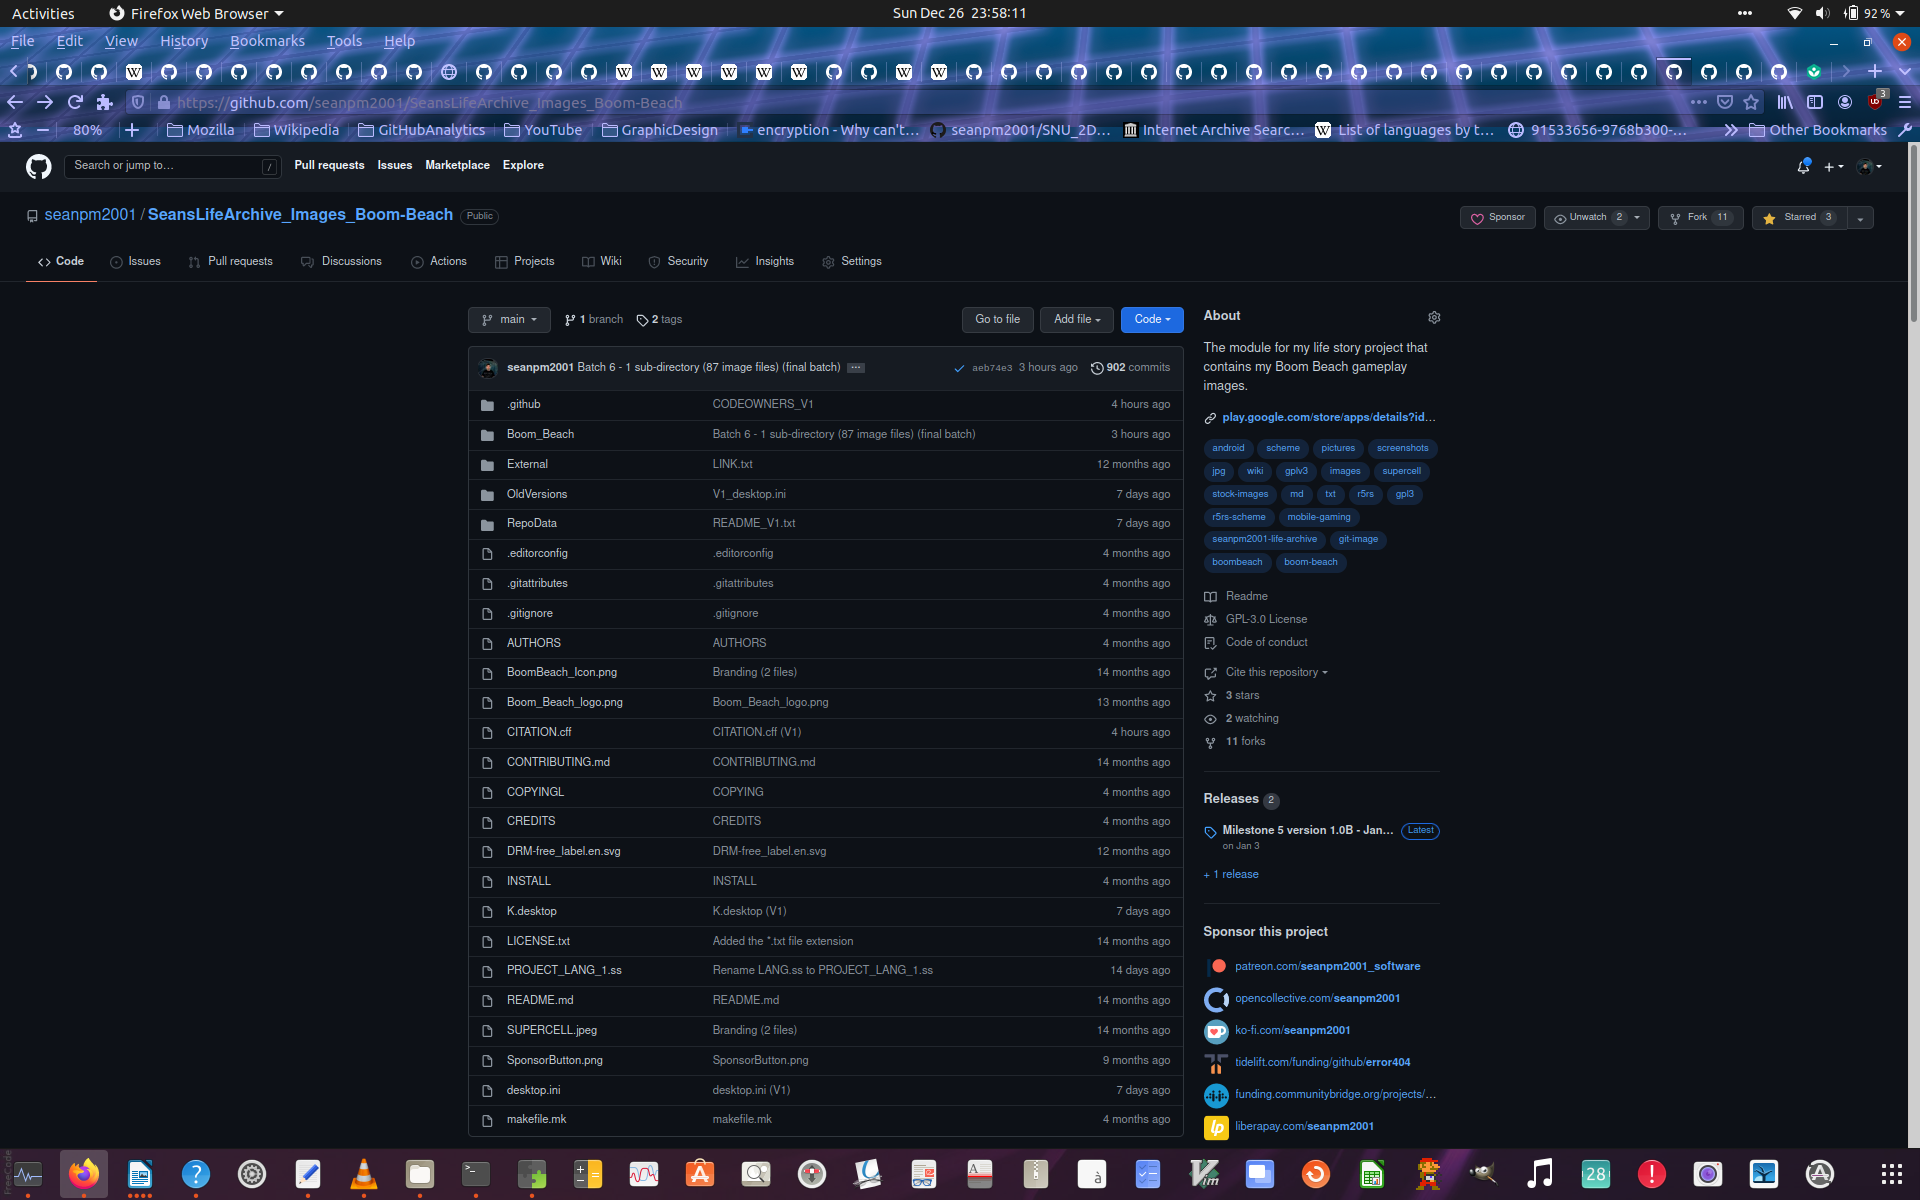 Activities
Firefox Web Browser
Sun Dec 26 23:58:11
92 %
File Edit View History Bookmarks Tools Help
https://github.com/seanpm2001/SeansLifeArchive_Images_Boom-Beach
3
80%
Mozilla
Wikipedia
GitHubAnalytics
YouTube
GraphicDesign
encryption - Why can't…
seanpm2001/SNU_2D…
Internet Archive Searc…
List of languages by t…
91533656-9768b300-…
Other Bookmarks
Search or jump to…
/
Pull requests Issues Marketplace Explore
seanpm2001 / SeansLifeArchive_Images_Boom-Beach Public
Sponsor
Unwatch 2
Fork 11
Starred 3
Code Issues Pull requests Discussions Actions Projects Wiki Security Insights Settings
main
1 branch
2 tags
Go to file
Add file
Code
seanpm2001 Batch 6 - 1 sub-directory (87 image files) (final batch) ... aeb74e3 3 hours ago 902 commits
.github CODEOWNERS_V1 4 hours ago
Boom_Beach Batch 6 - 1 sub-directory (87 image files) (final batch) 3 hours ago
External LINK.txt 12 months ago
OldVersions V1_desktop.ini 7 days ago
RepoData README_V1.txt 7 days ago
.editorconfig .editorconfig 4 months ago
.gitattributes .gitattributes 4 months ago
.gitignore .gitignore 4 months ago
AUTHORS AUTHORS 4 months ago
BoomBeach_Icon.png Branding (2 files) 14 months ago
Boom_Beach_logo.png Boom_Beach_logo.png 13 months ago
CITATION.cff CITATION.cff (V1) 4 hours ago
CONTRIBUTING.md CONTRIBUTING.md 14 months ago
COPYINGL COPYING 4 months ago
CREDITS CREDITS 4 months ago
DRM-free_label.en.svg DRM-free_label.en.svg 12 months ago
INSTALL INSTALL 4 months ago
K.desktop K.desktop (V1) 7 days ago
LICENSE.txt Added the *.txt file extension 14 months ago
PROJECT_LANG_1.ss Rename LANG.ss to PROJECT_LANG_1.ss 14 days ago
README.md README.md 14 months ago
SUPERCELL.jpeg Branding (2 files) 14 months ago
SponsorButton.png SponsorButton.png 9 months ago
desktop.ini desktop.ini (V1) 7 days ago
makefile.mk makefile.mk 4 months ago
About
The module for my life story project that
contains my Boom Beach gameplay
images.
play.google.com/store/apps/details?id…
android scheme pictures screenshots
jpg wiki gplv3 images supercell
stock-images md txt r5rs gpl3
r5rs-scheme mobile-gaming
seanpm2001-life-archive git-image
boombeach boom-beach
Readme
GPL-3.0 License
Code of conduct
Cite this repository
3 stars
2 watching
11 forks
Releases 2
Milestone 5 version 1.0B - Jan… Latest
on Jan 3
+ 1 release
Sponsor this project
patreon.com/seanpm2001_software
opencollective.com/seanpm2001
ko-fi.com/seanpm2001
tidelift.com/funding/github/error404
funding.communitybridge.org/projects/…
liberapay.com/seanpm2001
28